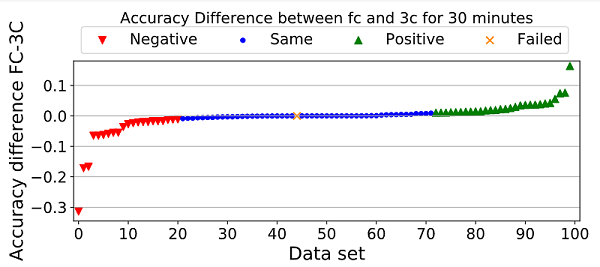 Accuracy Difference between fc and 3c for 30 minutes
Negative Same Positive Failed
Accuracy difference FC-3C
0.1
0.0
−0.1
−0.2
−0.3
0 10 20 30 40 50 60 70 80 90 100
Data set